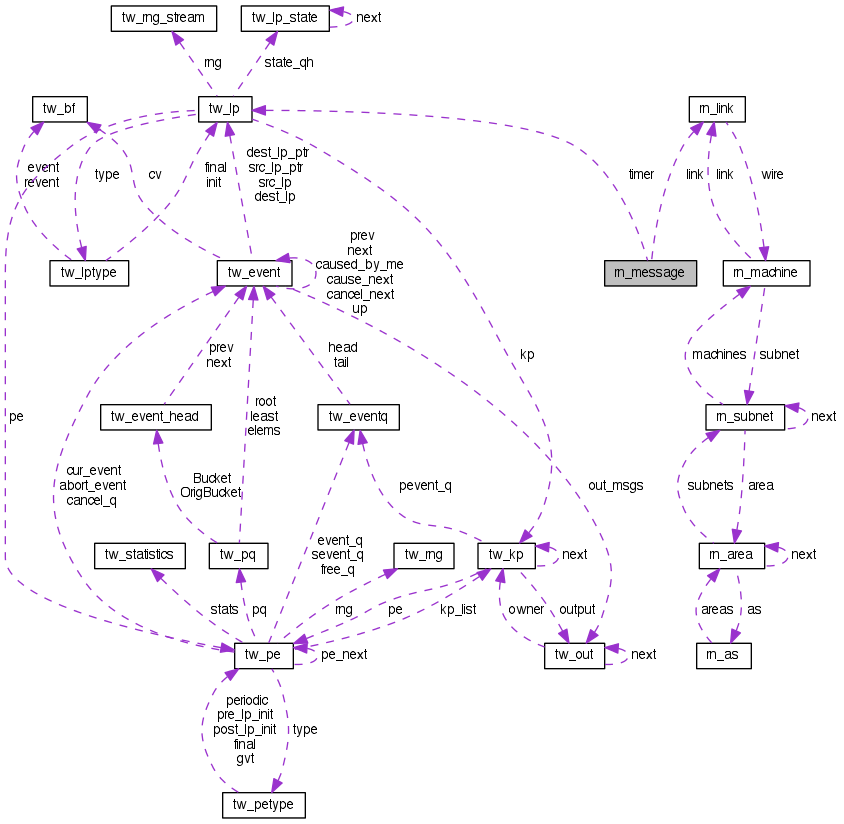 tw_rng_stream
tw_lp_state
next
rng
state_qh
tw_bf
tw_lp
rn_link
event
revent
type
cv
final
init
dest_lp_ptr
src_lp_ptr
src_lp
dest_lp
timer
link
link
wire
tw_lptype
tw_event
prev
next
caused_by_me
cause_next
cancel_next
up
rn_message
rn_machine
prev
next
head
tail
kp
machines
subnet
tw_event_head
root
least
elems
tw_eventq
rn_subnet
next
pe
cur_event
abort_event
cancel_q
Bucket
OrigBucket
pevent_q
out_msgs
subnets
area
tw_statistics
tw_pq
event_q
sevent_q
free_q
tw_rng
tw_kp
next
rn_area
next
stats
pq
rng
pe
kp_list
owner
output
areas
as
tw_pe
pe_next
tw_out
next
rn_as
periodic
pre_lp_init
post_lp_init
final
gvt
type
tw_petype